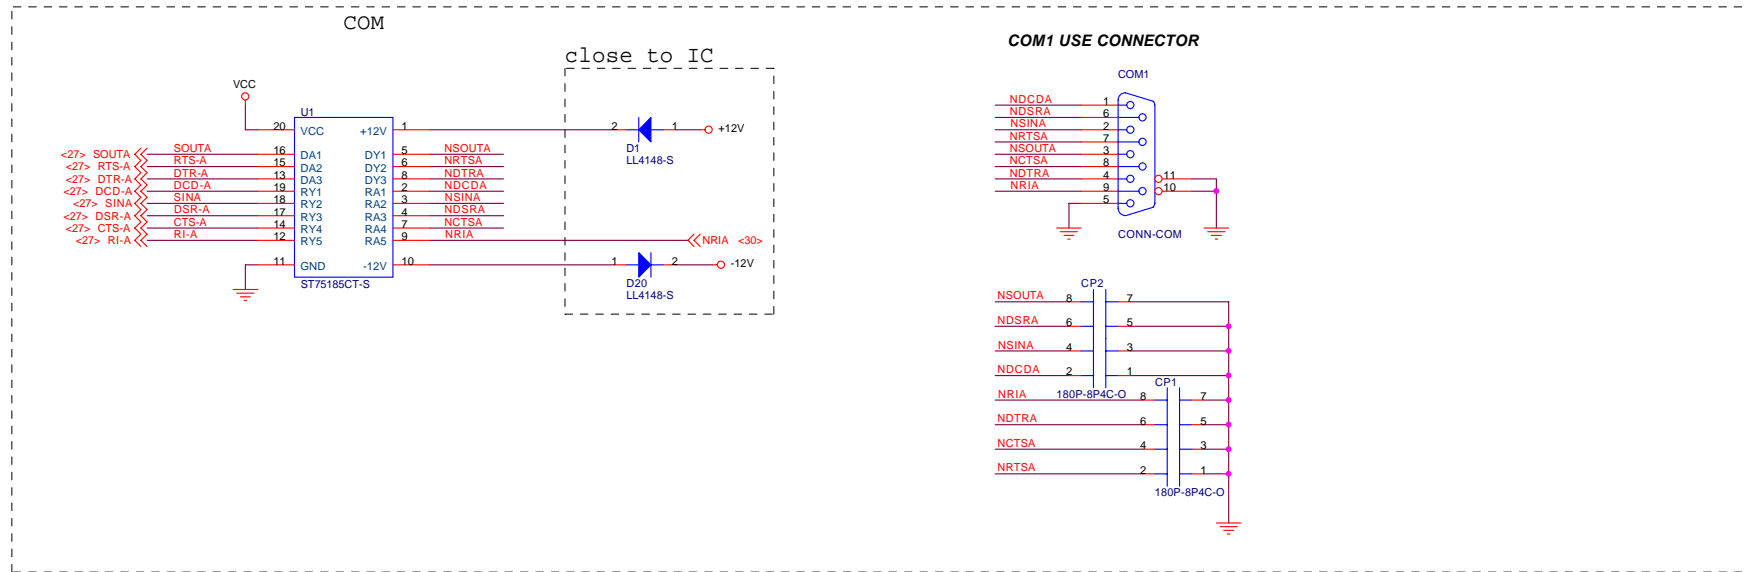 COM
close to IC
COM1 USE CONNECTOR
VCC
U1
20 VCC +12V 1
2 1 +12V
D1
LL4148-S
<27> SOUTA SOUTA 16 DA1 DY1 5 NSOUTA
<27> RTS-A RTS-A 15 DA2 DY2 6 NRTSA
<27> DTR-A DTR-A 13 DA3 DY3 8 NDTRA
<27> DCD-A DCD-A 19 RY1 RA1 2 NDCDA
<27> SINA SINA 18 RY2 RA2 3 NSINA
<27> DSR-A DSR-A 17 RY3 RA3 4 NDSRA
<27> CTS-A CTS-A 14 RY4 RA4 7 NCTSA
<27> RI-A RI-A 12 RY5 RA5 9 NRIA
NRIA <30>
11 GND -12V 10
1 2 -12V
D20
LL4148-S
ST75185CT-S
COM1
NDCDA 1
NDSRA 6
NSINA 2
NRTSA 7
NSOUTA 3
NCTSA 8
NDTRA 4 11
NRIA 9 10
5
CONN-COM
CP2
NSOUTA 8 7
NDSRA 6 5
NSINA 4 3
NDCDA 2 1
180P-8P4C-O
CP1
NRIA 8 7
NDTRA 6 5
NCTSA 4 3
NRTSA 2 1
180P-8P4C-O